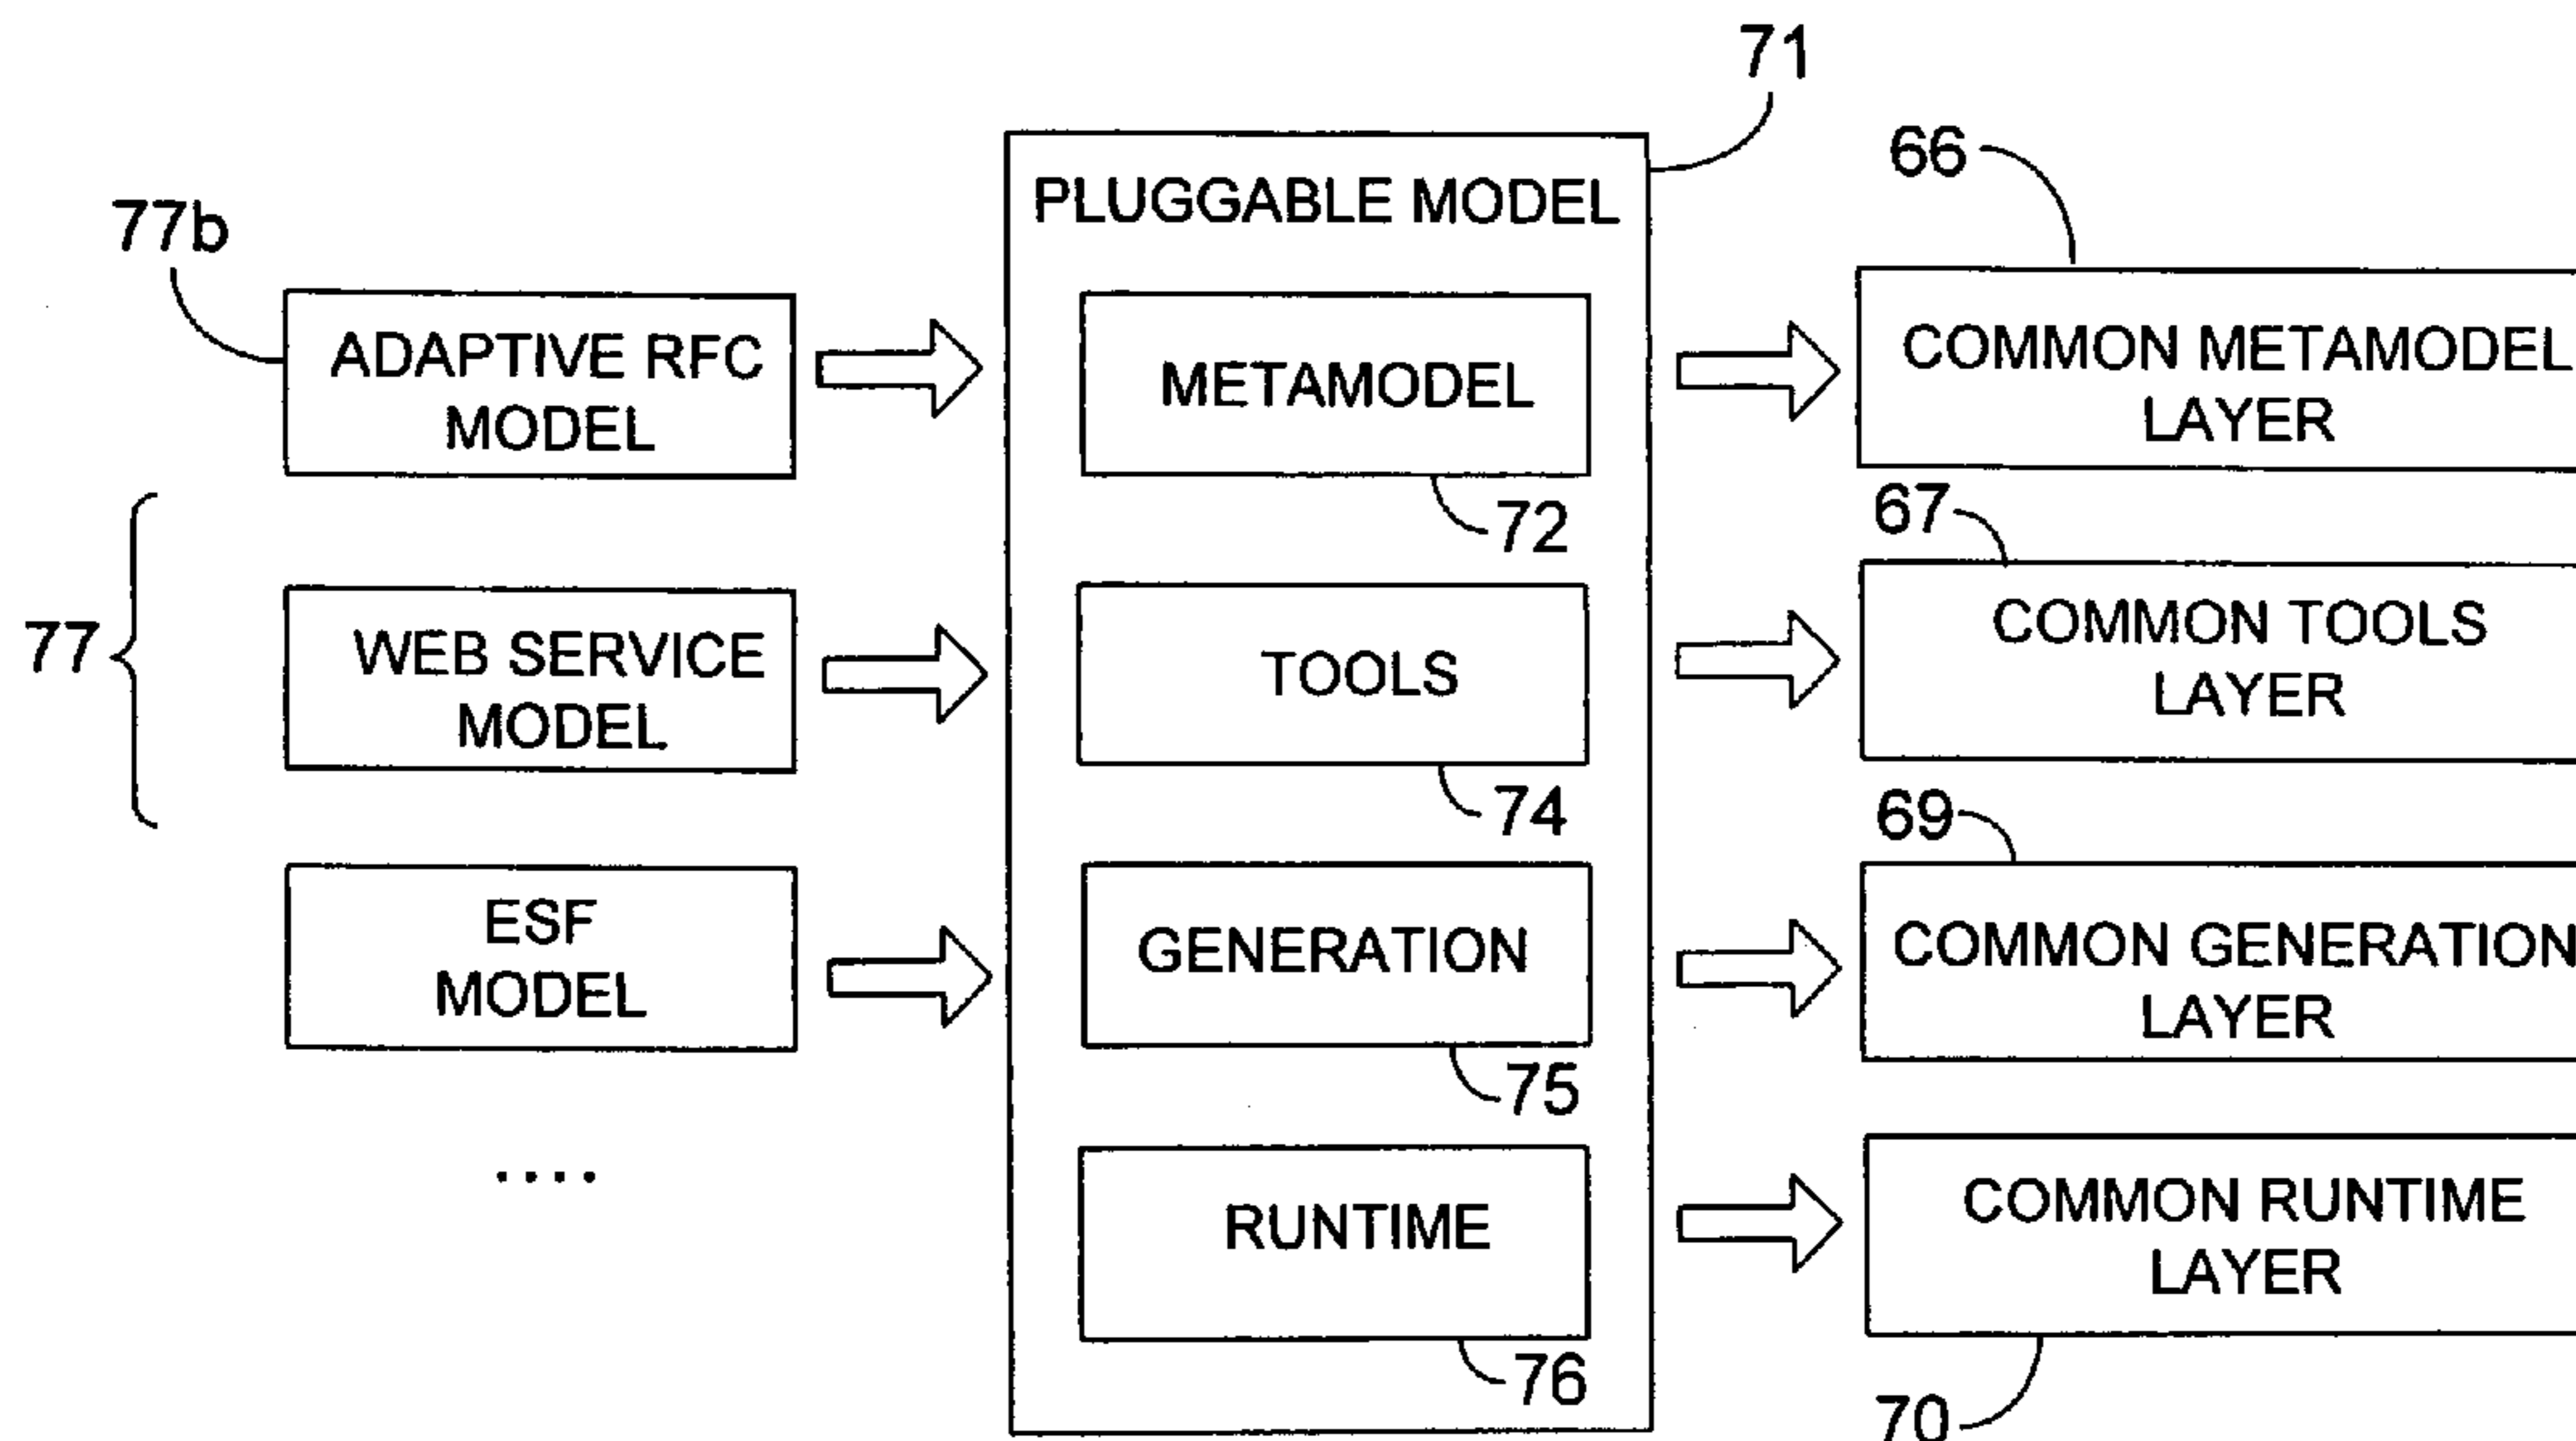 71
66
PLUGGABLE MODEL
77b
ADAPTIVE RFC
MODEL
METAMODEL
COMMON METAMODEL
LAYER
72
67
77
WEB SERVICE
MODEL
TOOLS
COMMON TOOLS
LAYER
74
69
ESF
MODEL
GENERATION
COMMON GENERATION
LAYER
75
....
RUNTIME
COMMON RUNTIME
LAYER
76
70